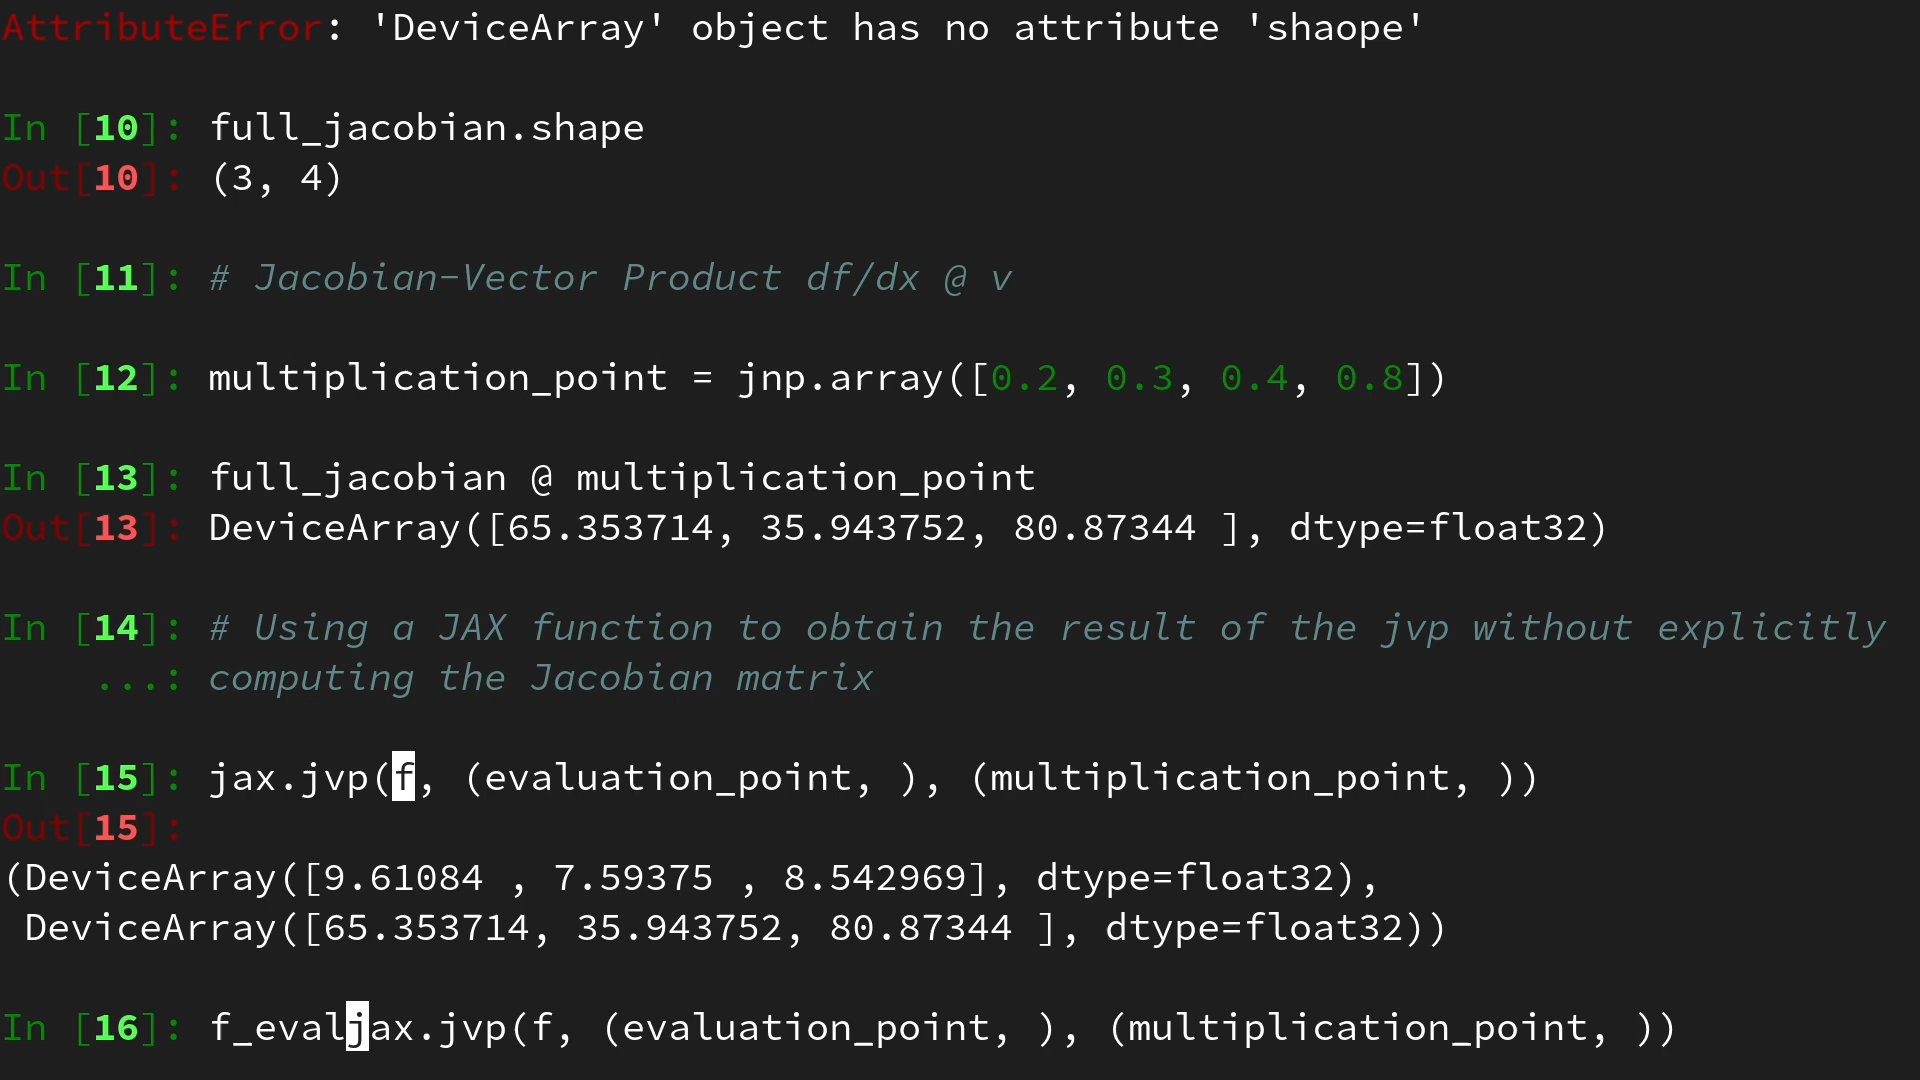 AttributeError: 'DeviceArray' object has no attribute 'shaope'
In [10]: full_jacobian.shape
Out[10]: (3, 4)
In [11]: # Jacobian-Vector Product df/dx @ v
In [12]: multiplication_point = jnp.array([0.2, 0.3, 0.4, 0.8])
In [13]: full_jacobian @ multiplication_point
Out[13]: DeviceArray([65.353714, 35.943752, 80.87344 ], dtype=float32)
In [14]: # Using a JAX function to obtain the result of the jvp without explicitly
...: computing the Jacobian matrix
In [15]: jax.jvp(f, (evaluation_point, ), (multiplication_point, ))
Out[15]:
(DeviceArray([9.61084 , 7.59375 , 8.542969], dtype=float32),
DeviceArray([65.353714, 35.943752, 80.87344 ], dtype=float32))
In [16]: f_evaljax.jvp(f, (evaluation_point, ), (multiplication_point, ))